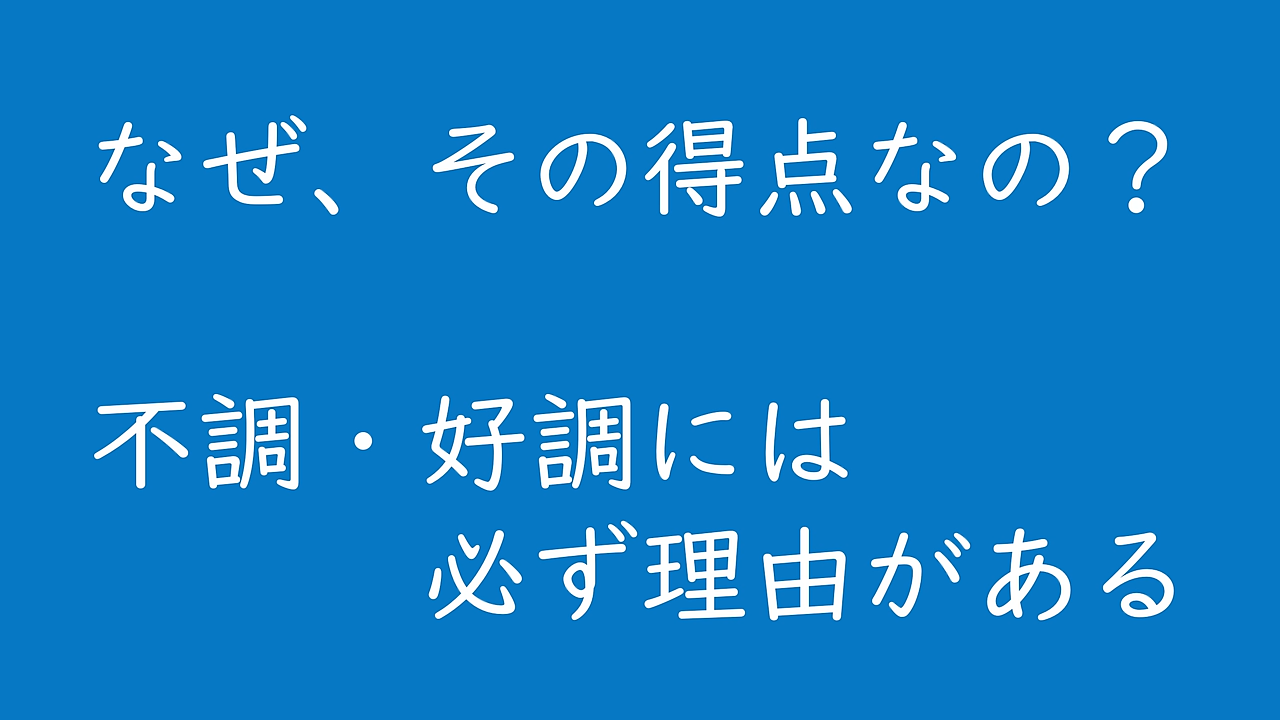 なぜ、その得点なの？
不調・好調には
必ず理由がある